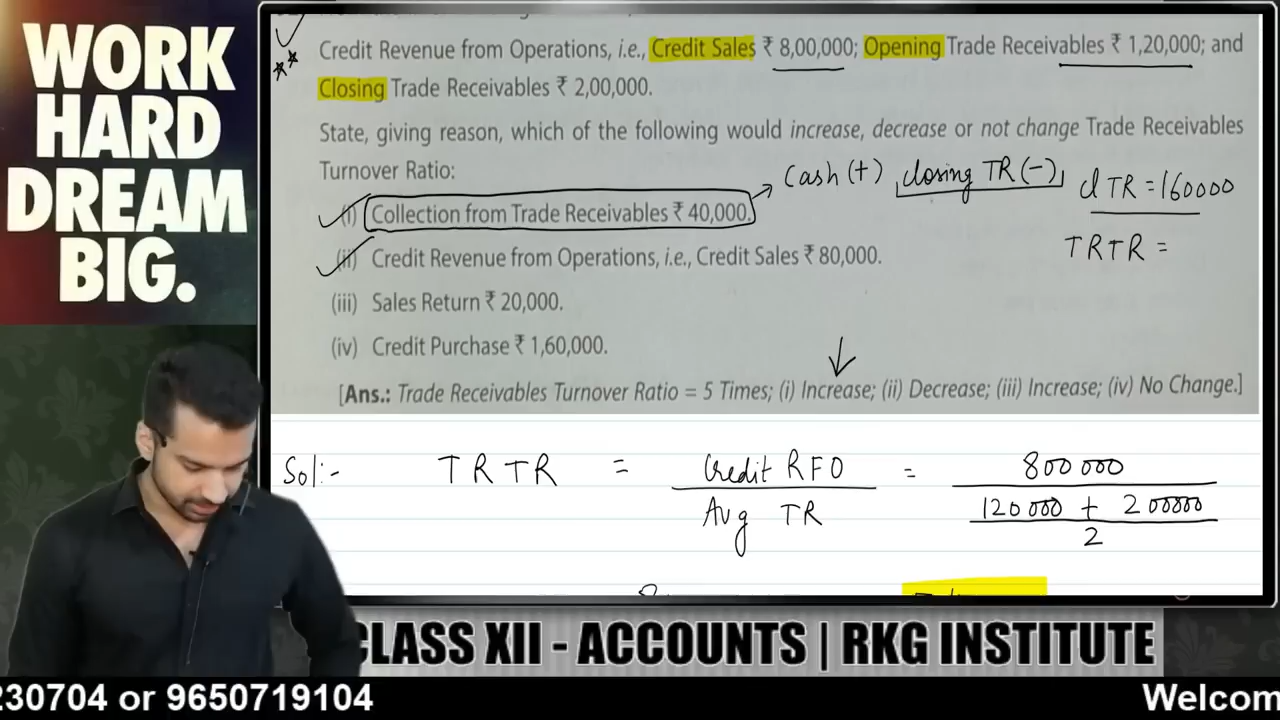 WORK
HARD
DREAM
BIG.
Credit Revenue from Operations, i.e., Credit Sales ₹ 8,00,000; Opening Trade Receivables ₹ 1,20,000; and
Closing Trade Receivables ₹ 2,00,000.
State, giving reason, which of the following would increase, decrease or not change Trade Receivables
Turnover Ratio:
(i) Collection from Trade Receivables ₹ 40,000.
Cash (+) closing TR (-)
cl TR = 160000
TRTR =
(ii) Credit Revenue from Operations, i.e., Credit Sales ₹ 80,000.
(iii) Sales Return ₹ 20,000.
(iv) Credit Purchase ₹ 1,60,000.
[Ans.: Trade Receivables Turnover Ratio = 5 Times; (i) Increase; (ii) Decrease; (iii) Increase; (iv) No Change.]
Sol:- TRTR = Credit RFO = 800000
Avg TR 120000 + 200000
2
CLASS XII - ACCOUNTS | RKG INSTITUTE
230704 or 9650719104 Welcom